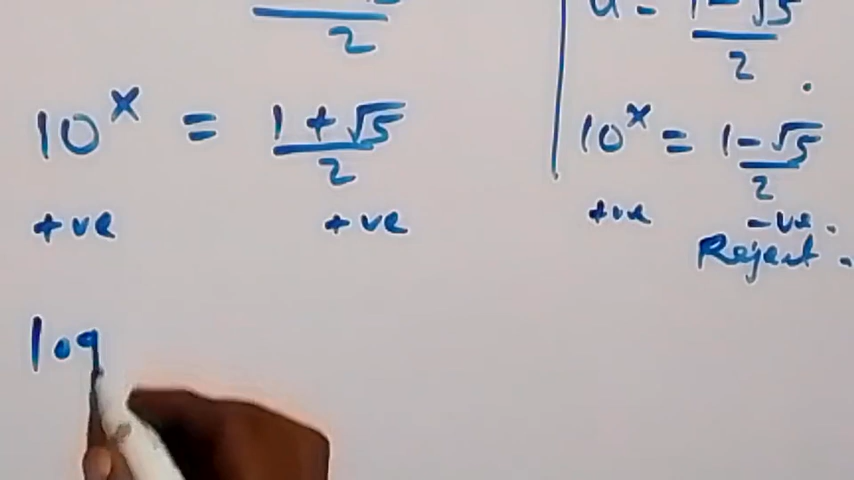 2
10^x = (1 + √5)/2
+ve +ve
log
u = (1 - √5)/2
10^x = (1 - √5)/2
+ve -ve.
Reject.